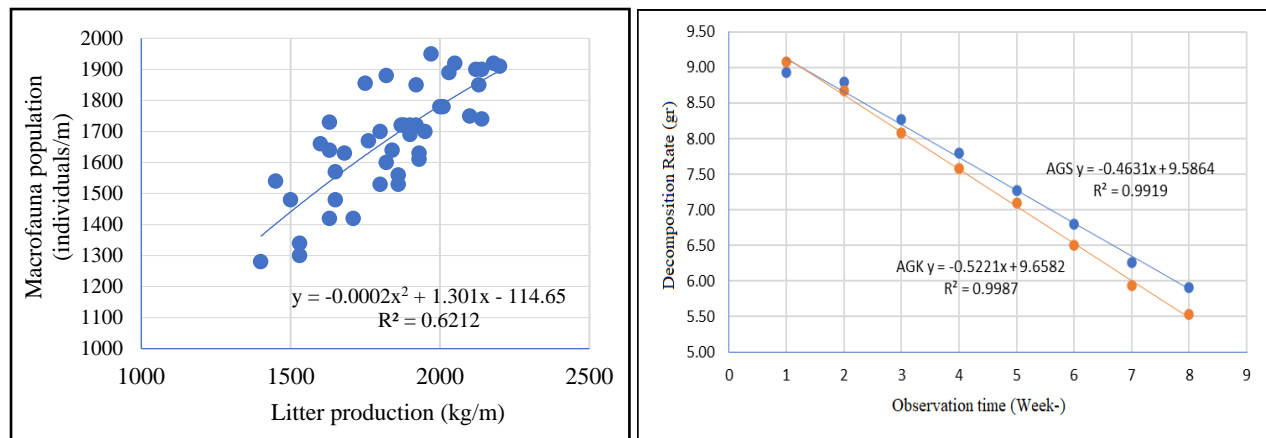 Macrofauna population
(individuals/m)
2000
1900
1800
1700
1600
1500
1400
1300
1200
1100
1000
y = -0.0002x² + 1.301x - 114.65
R² = 0.6212
1000 1500 2000 2500
Litter production (kg/m)
Decomposition Rate (gr)
9.50
9.00
8.50
8.00
7.50
7.00
6.50
6.00
5.50
5.00
AGS y = -0.4631x + 9.5864
R² = 0.9919
AGK y = -0.5221x + 9.6582
R² = 0.9987
0 1 2 3 4 5 6 7 8 9
Observation time (Week-)